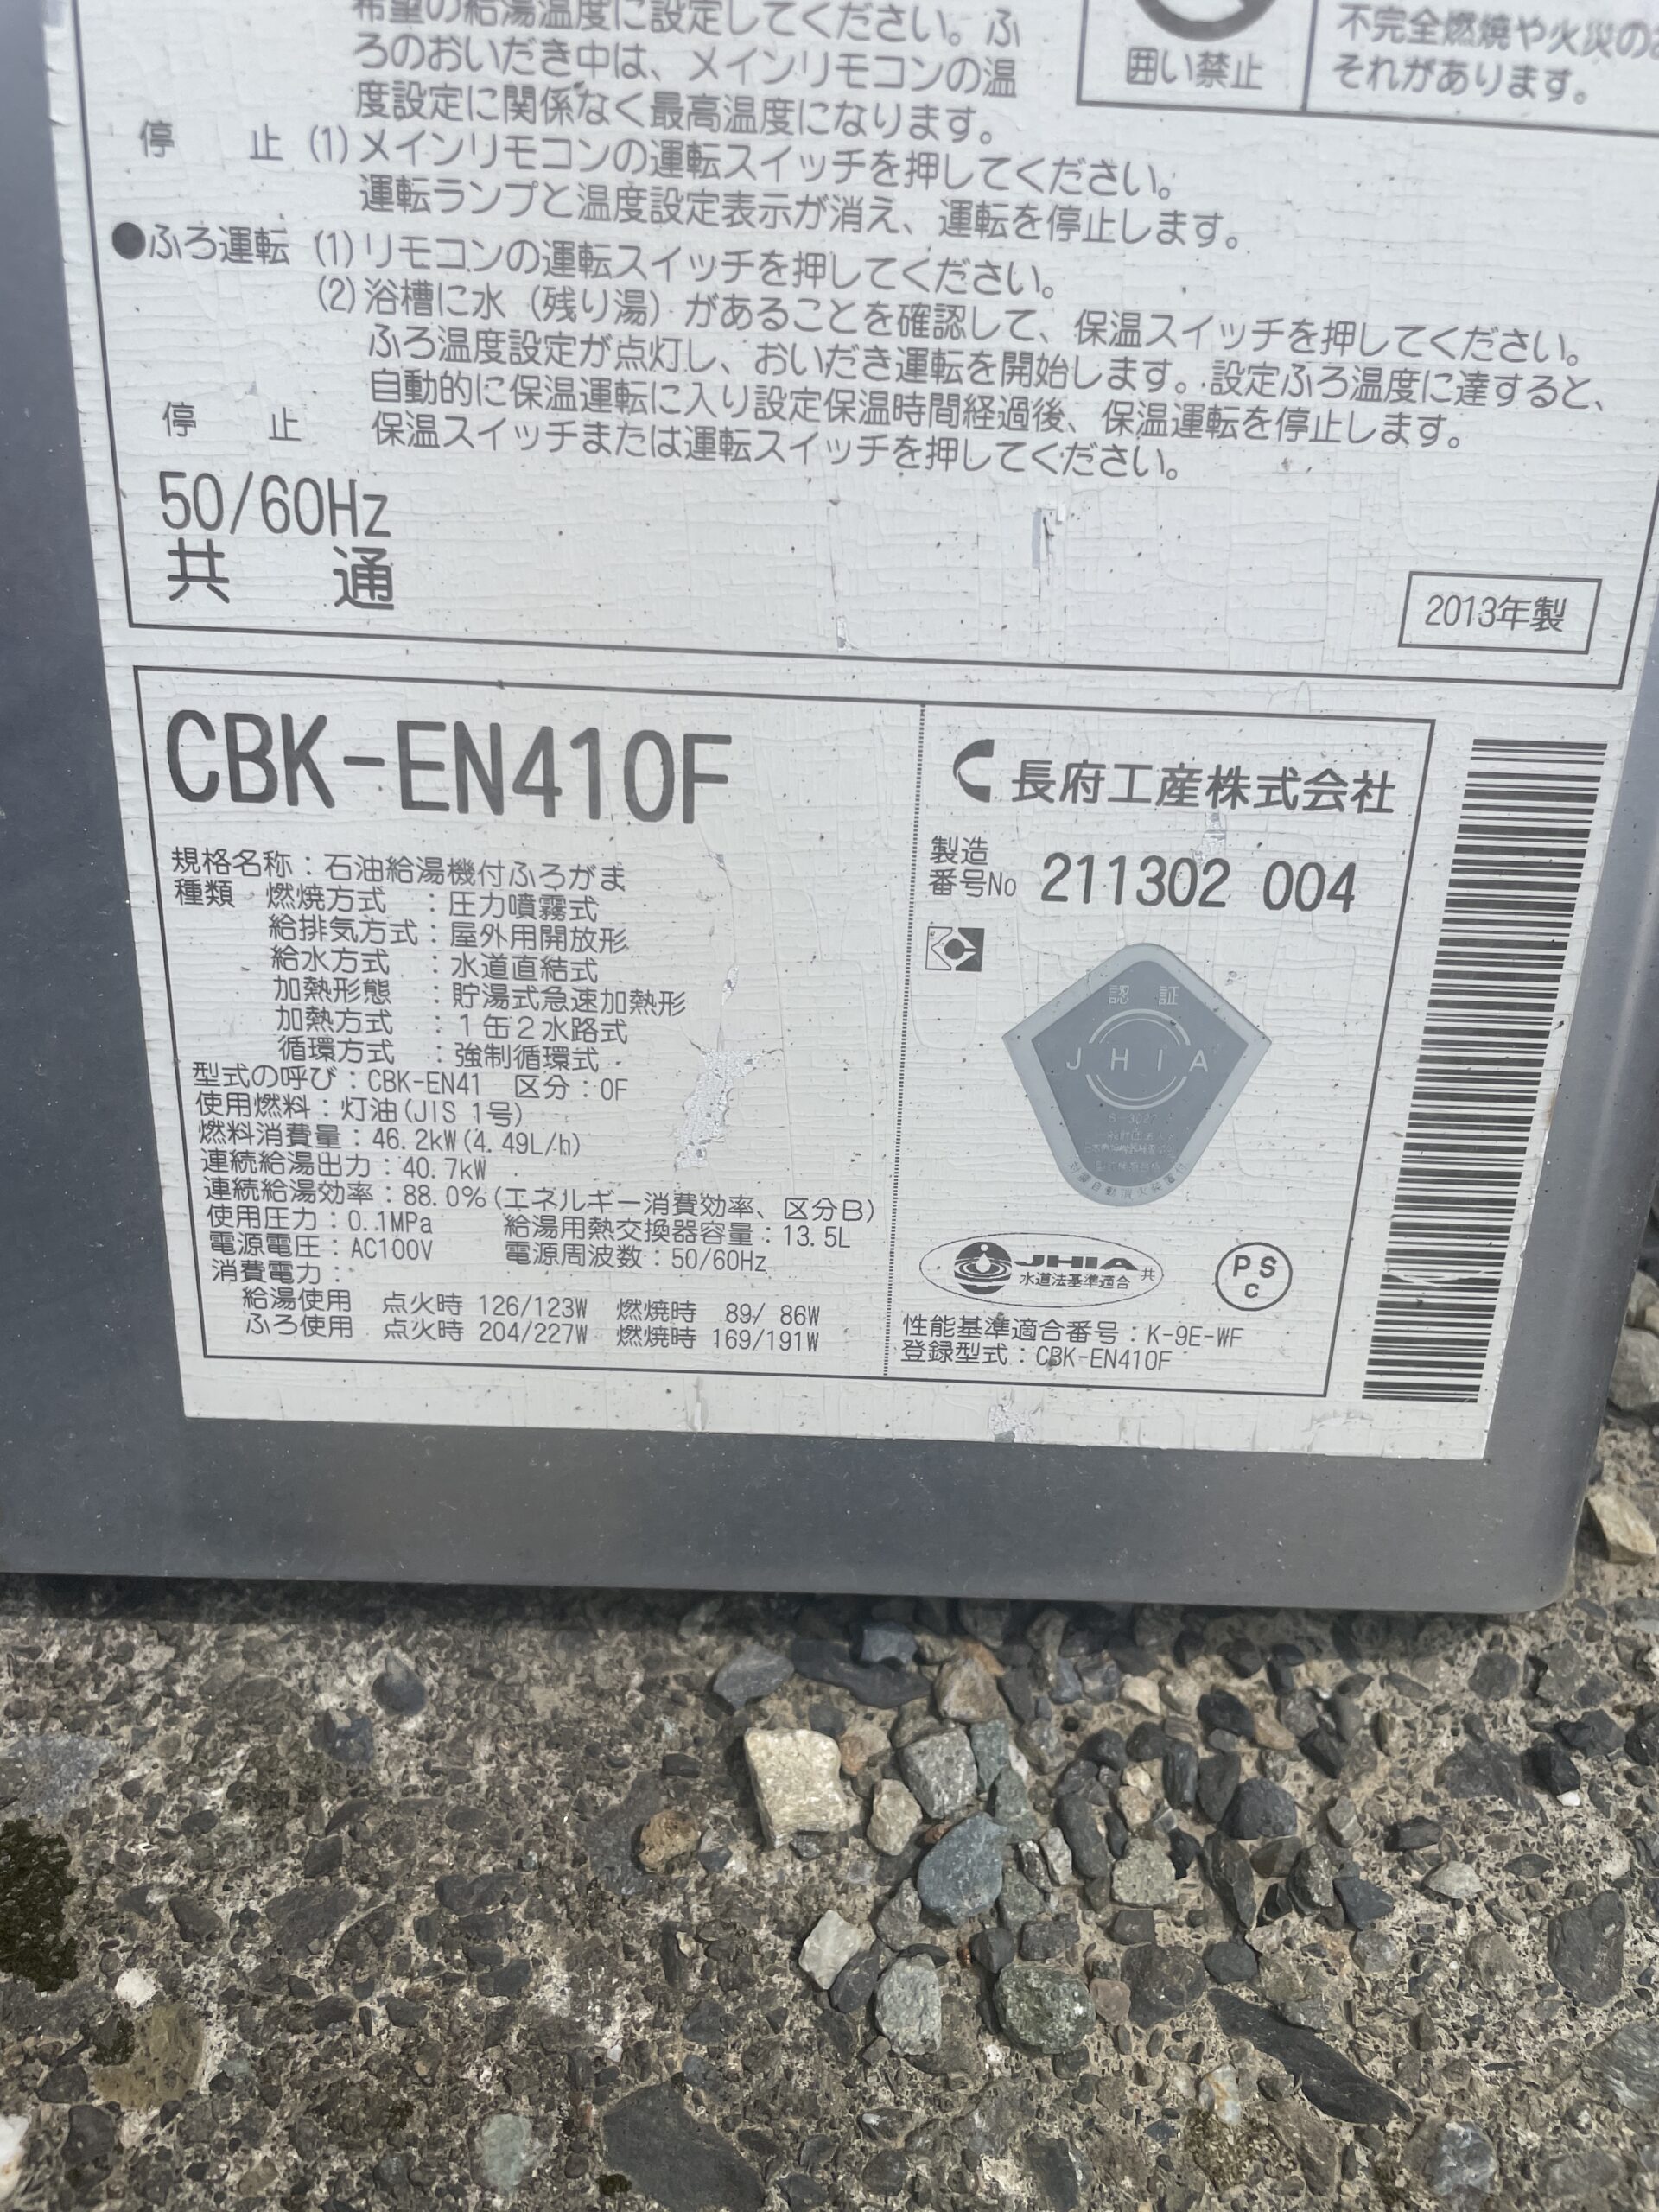 希望の給湯温度に設定してください。ふ
ろのおいだき中は、メインリモコンの温
度設定に関係なく最高温度になります。
囲い禁止
不完全燃焼や火災のお
それがあります。
停 止 (1)メインリモコンの運転スイッチを押してください。
運転ランプと温度設定表示が消え、運転を停止します。
●ふろ運転 (1)リモコンの運転スイッチを押してください。
(2)浴槽に水（残り湯）があることを確認して、保温スイッチを押してください。
ふろ温度設定が点灯し、おいだき運転を開始します。設定ふろ温度に達すると、
自動的に保温運転に入り設定保温時間経過後、保温運転を停止します。
停 止 保温スイッチまたは運転スイッチを押してください。
50/60Hz
共 通
2013年製
CBK-EN410F
規格名称：石油給湯機付ふろがま
種類 燃焼方式 ：圧力噴霧式
給排気方式：屋外用開放形
給水方式 ：水道直結式
加熱形態 ：貯湯式急速加熱形
加熱方式 ：1缶2水路式
循環方式 ：強制循環式
型式の呼び：CBK-EN41 区分：0F
使用燃料：灯油(JIS 1号)
燃料消費量：46.2kW(4.49L/h)
連続給湯出力：40.7kW
連続給湯効率：88.0%(エネルギー消費効率、区分B)
使用圧力：0.1MPa 給湯用熱交換器容量：13.5L
電源電圧：AC100V 電源周波数：50/60Hz
消費電力：
給湯使用 点火時 126/123W 燃焼時 89/ 86W
ふろ使用 点火時 204/227W 燃焼時 169/191W
長府工産株式会社
製造
番号No 211302 004
認 証
JHIA
JHIA
水道法基準適合 共
PS
C
性能基準適合番号：K-9E-WF
登録型式：CBK-EN410F